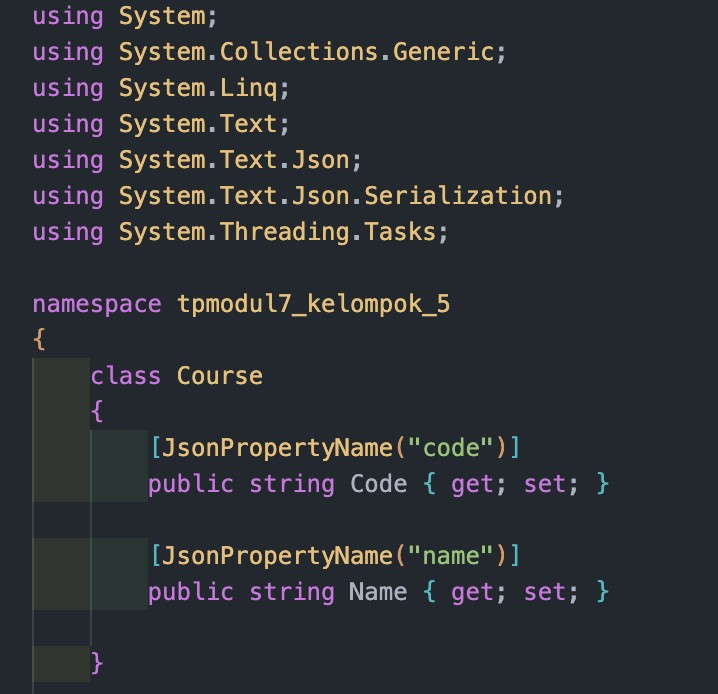 using System;
using System.Collections.Generic;
using System.Linq;
using System.Text;
using System.Text.Json;
using System.Text.Json.Serialization;
using System.Threading.Tasks;

namespace tpmodul7_kelompok_5
{
    class Course
    {
        [JsonPropertyName("code")]
        public string Code { get; set; }

        [JsonPropertyName("name")]
        public string Name { get; set; }

    }